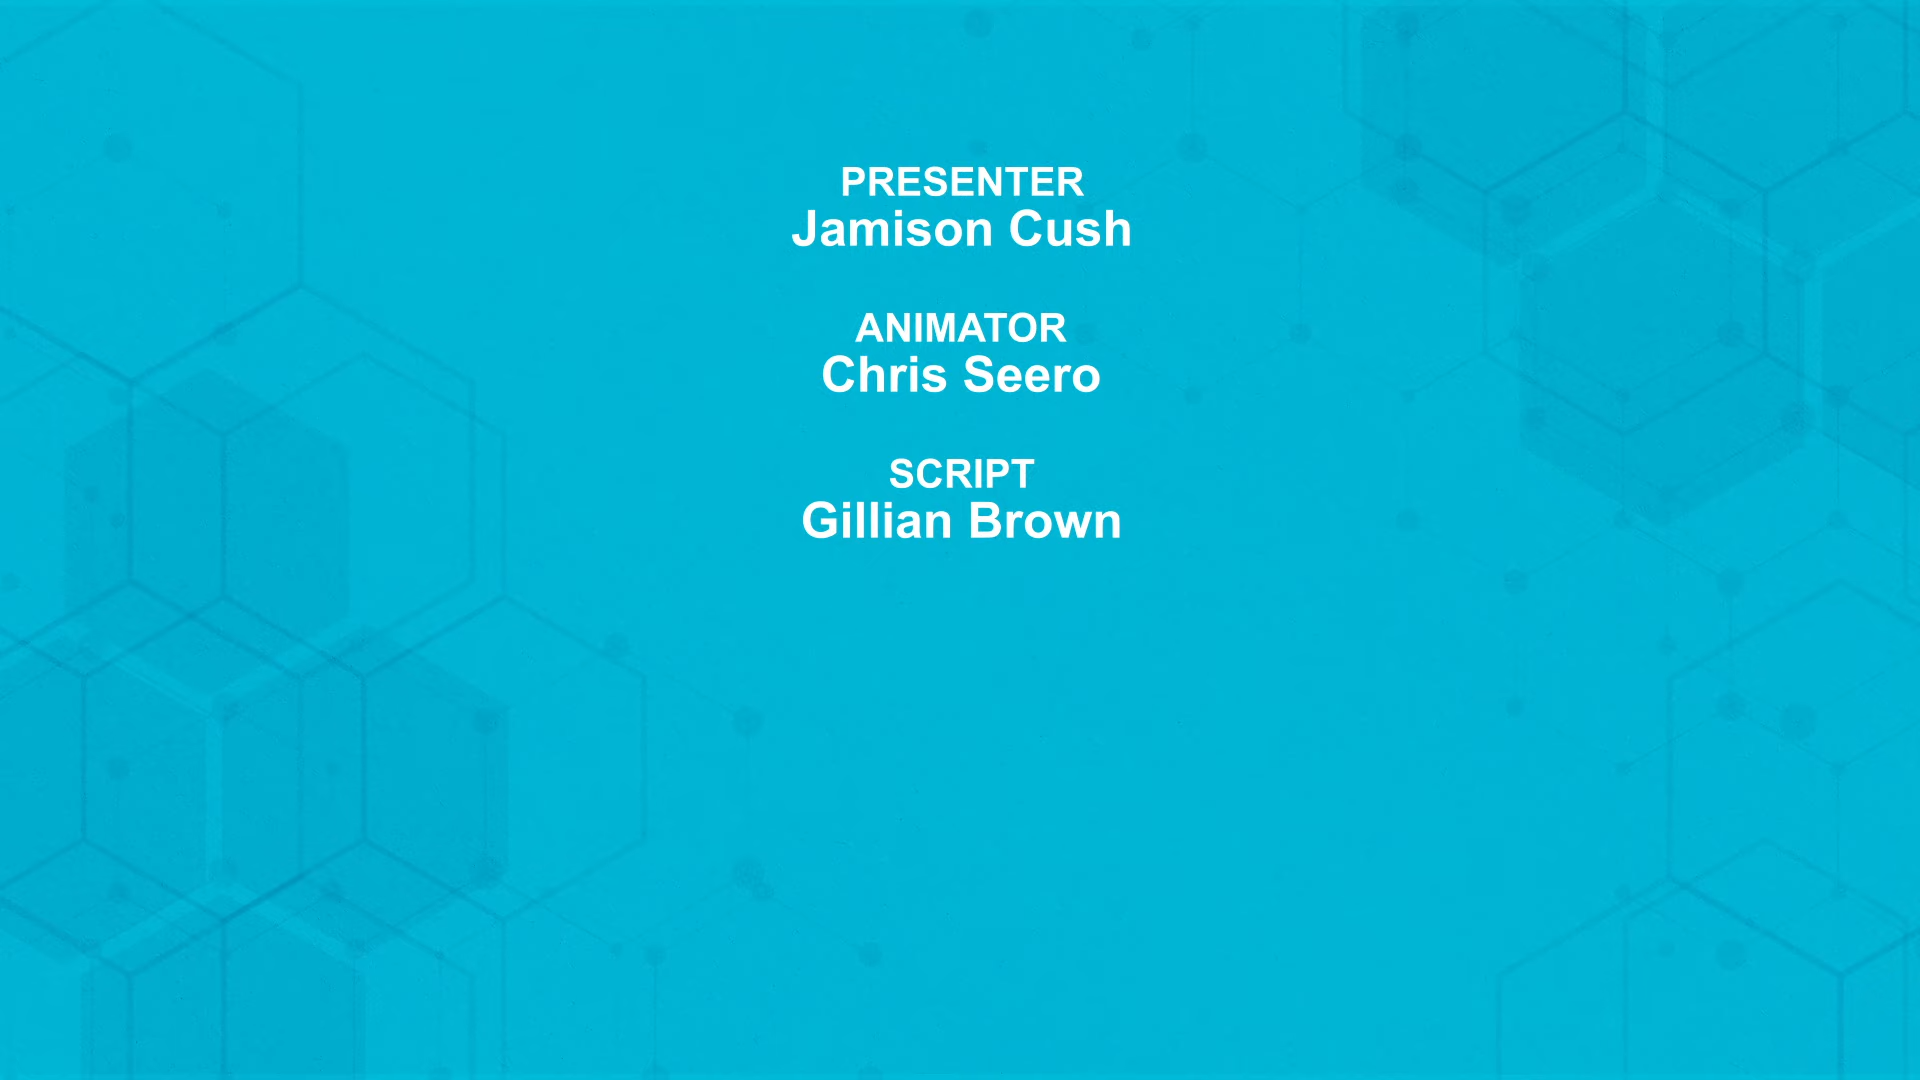 PRESENTER
Jamison Cush
ANIMATOR
Chris Seero
SCRIPT
Gillian Brown